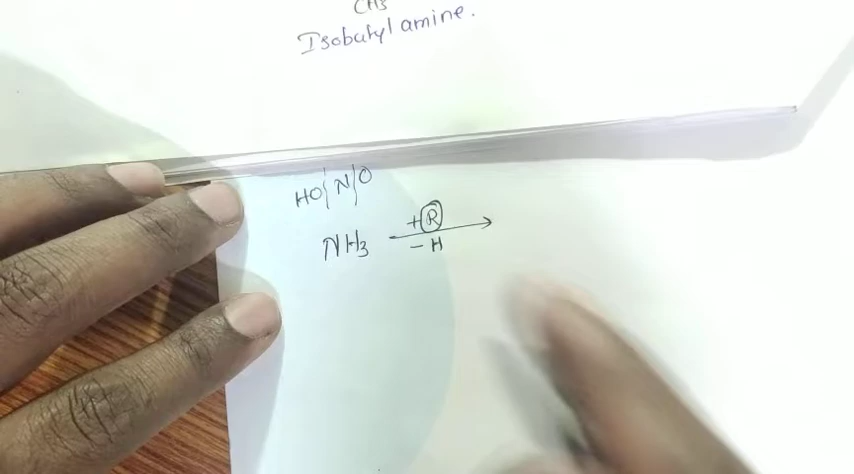 CH3
Isobutyl amine.
HO N O
NH3 +R
- H